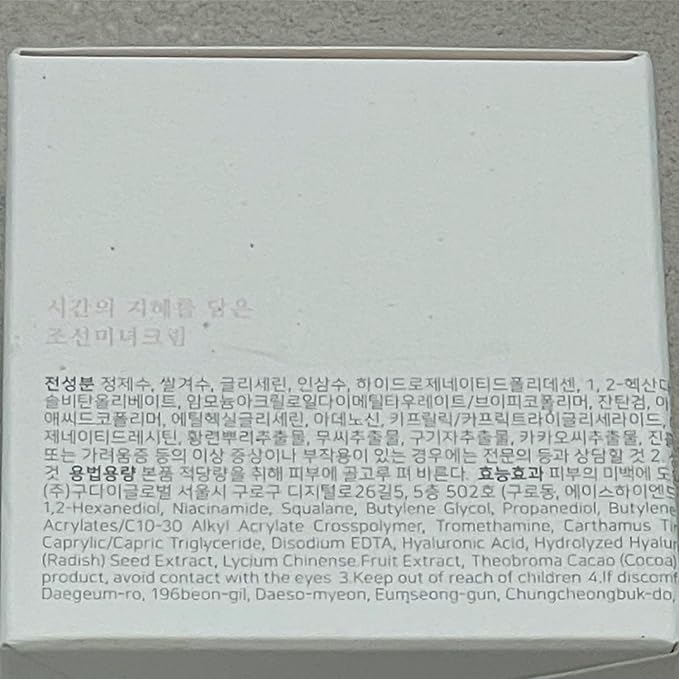 시간의 지혜를 담은
조선미녀크림
전성분 정제수, 쌀겨수, 글리세린, 인삼수, 하이드로제네이티드폴리데센, 1, 2-헥산디
솔비탄올리베이트, 암모늄아크릴로일다이메틸타우레이트/브이피코폴리머, 잔탄검, 아
애씨드코폴리머, 에틸헥실글리세린, 아데노신, 카프릴릭/카프릭트라이글리세라이드,
제네이티드레시틴, 황련뿌리추출물, 무씨추출물, 구기자추출물, 카카오씨추출물, 진
또는 가려움증 등의 이상 증상이나 부작용이 있는 경우에는 전문의 등과 상담할 것 2.
것 용법용량 본품 적당량을 취해 피부에 골고루 펴 바른다. 효능효과 피부의 미백에 도
(주)구다이글로벌 서울시 구로구 디지털로26길5, 5층 502호 (구로동, 에이스하이엔드
1,2-Hexanediol, Niacinamide, Squalane, Butylene Glycol, Propanediol, Butylene
Acrylates/C10-30 Alkyl Acrylate Crosspolymer, Tromethamine, Carthamus Ti
Caprylic/Capric Triglyceride, Disodium EDTA, Hyaluronic Acid, Hydrolyzed Hyalur
(Radish) Seed Extract, Lycium Chinense Fruit Extract, Theobroma Cacao (Cocoa)
product, avoid contact with the eyes 3.Keep out of reach of children 4.If discomf
Daegeum-ro, 196beon-gil, Daeso-myeon, Eumseong-gun, Chungcheongbuk-do,